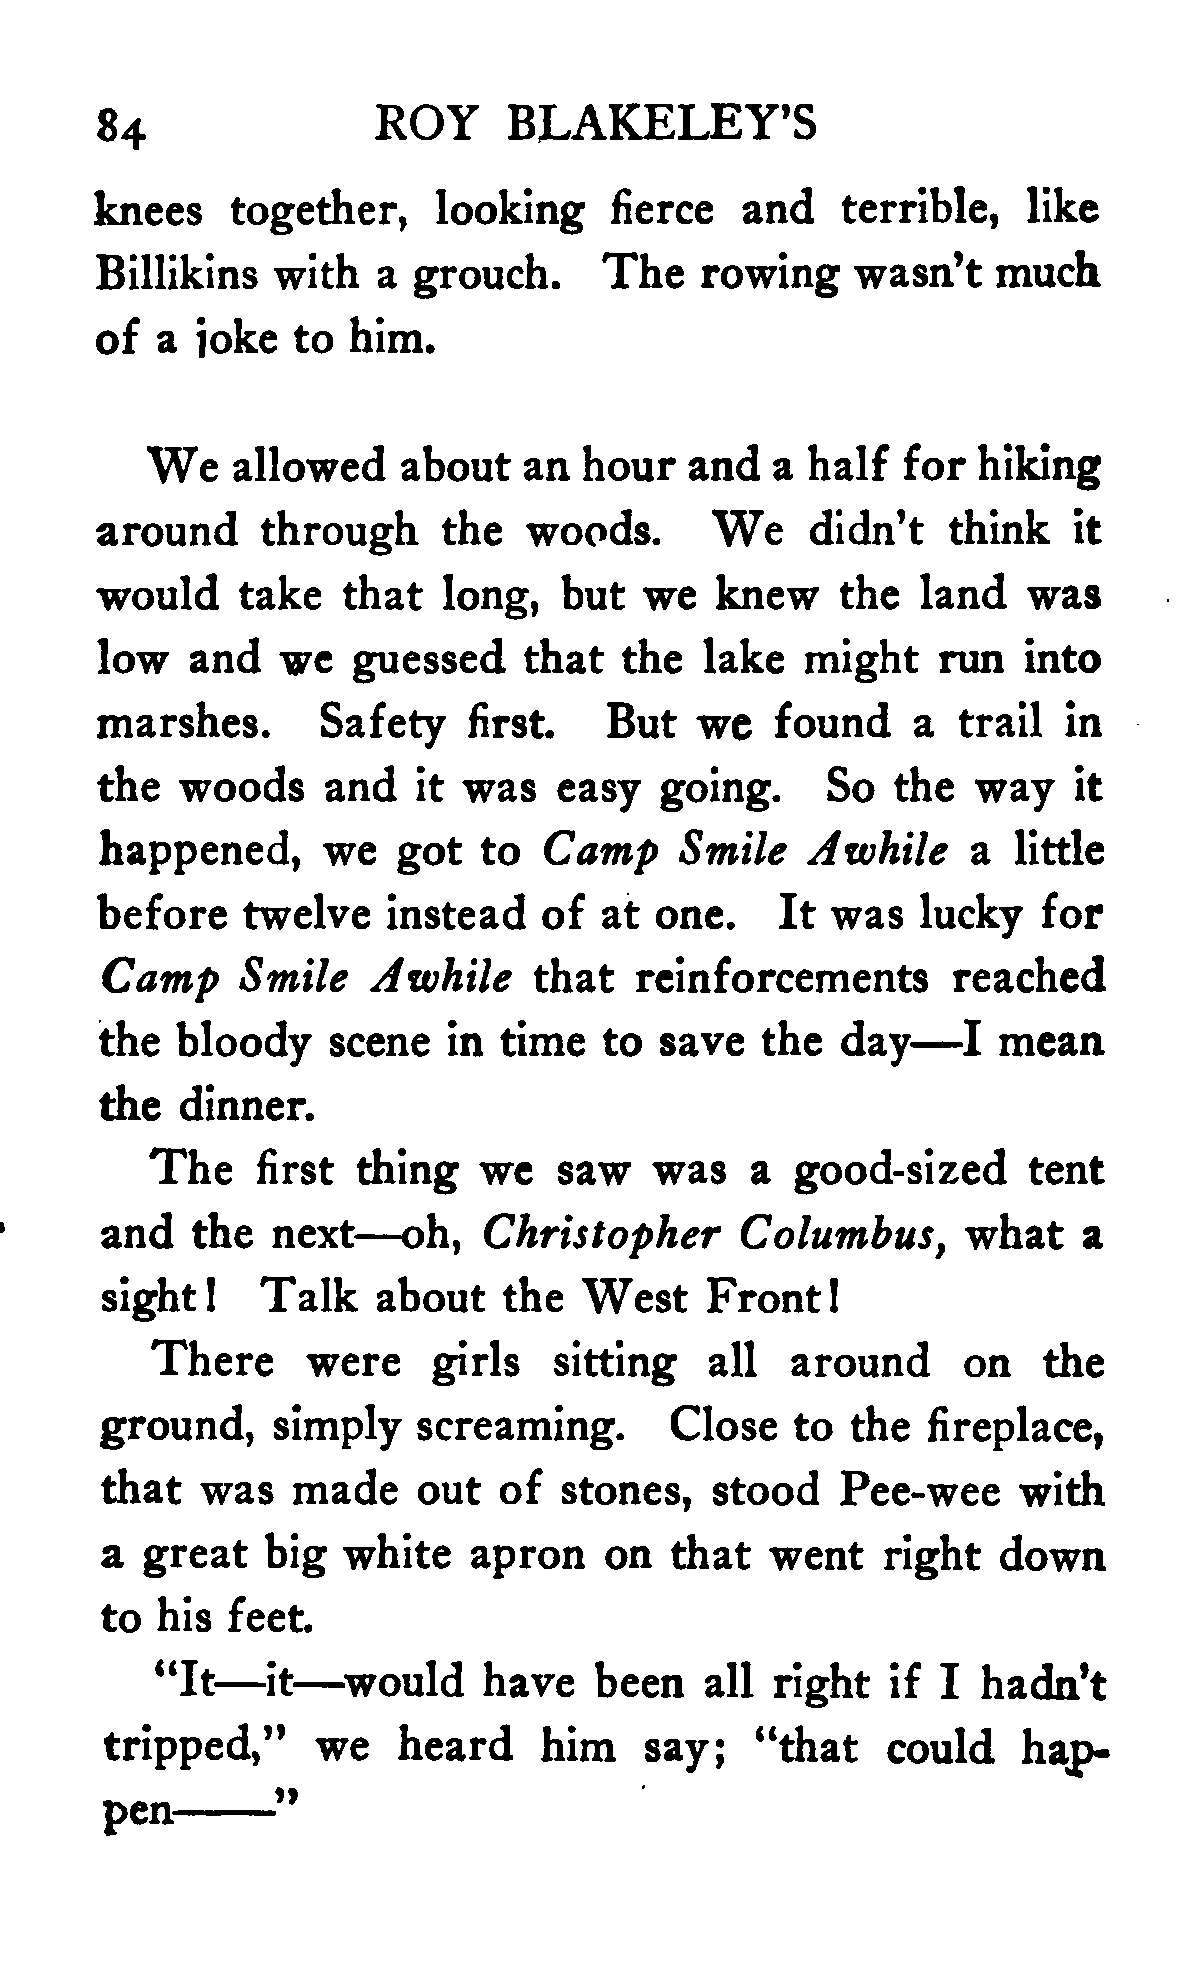 84 ROY BLAKELEY'S
knees together, looking fierce and terrible, like
Billikins with a grouch. The rowing wasn't much
of a joke to him.
We allowed about an hour and a half for hiking
around through the woods. We didn't think it
would take that long, but we knew the land was
low and we guessed that the lake might run into
marshes. Safety first. But we found a trail in
the woods and it was easy going. So the way it
happened, we got to Camp Smile Awhile a little
before twelve instead of at one. It was lucky for
Camp Smile Awhile that reinforcements reached
the bloody scene in time to save the day—I mean
the dinner.
The first thing we saw was a good-sized tent
and the next—oh, Christopher Columbus, what a
sight! Talk about the West Front!
There were girls sitting all around on the
ground, simply screaming. Close to the fireplace,
that was made out of stones, stood Pee-wee with
a great big white apron on that went right down
to his feet.
"It—it—would have been all right if I hadn't
tripped," we heard him say; "that could hap-
pen——"